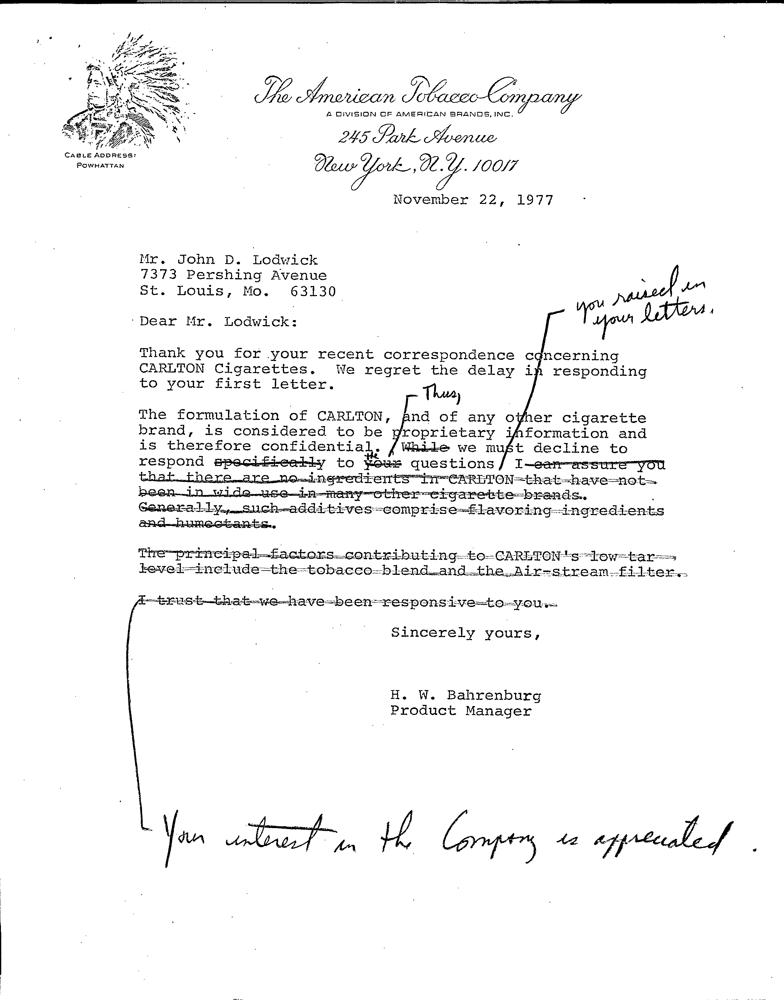 The American Tobacco Company
A DIVISION OF AMERICAN BRANDS, INC.
245 Park Avenue
New York, N.Y. 10017
CABLE ADDRESS:
POWHATTAN
November 22, 1977
Mr. John D. Lodwick
7373 Pershing Avenue
St. Louis, Mo. 63130
you raised in
your letters.
Dear Mr. Lodwick:
Thank you for your recent correspondence concerning
CARLTON Cigarettes. We regret the delay in responding
to your first letter.
Thus,
The formulation of CARLTON, and of any other cigarette
brand, is considered to be proprietary information and
is therefore confidential. While we must decline to
the
respond specifically to your questions I can assure you
that there are no ingredients in CARLTON that have not
been in wide use in many other cigarette brands.
Generally, such additives comprise flavoring ingredients
and humectants.
The principal factors contributing to CARLTON's low tar
level include the tobacco blend and the Air-stream filter.
I trust that we have been responsive to you.
Sincerely yours,
H. W. Bahrenburg
Product Manager
Your interest in the Company is appreciated.